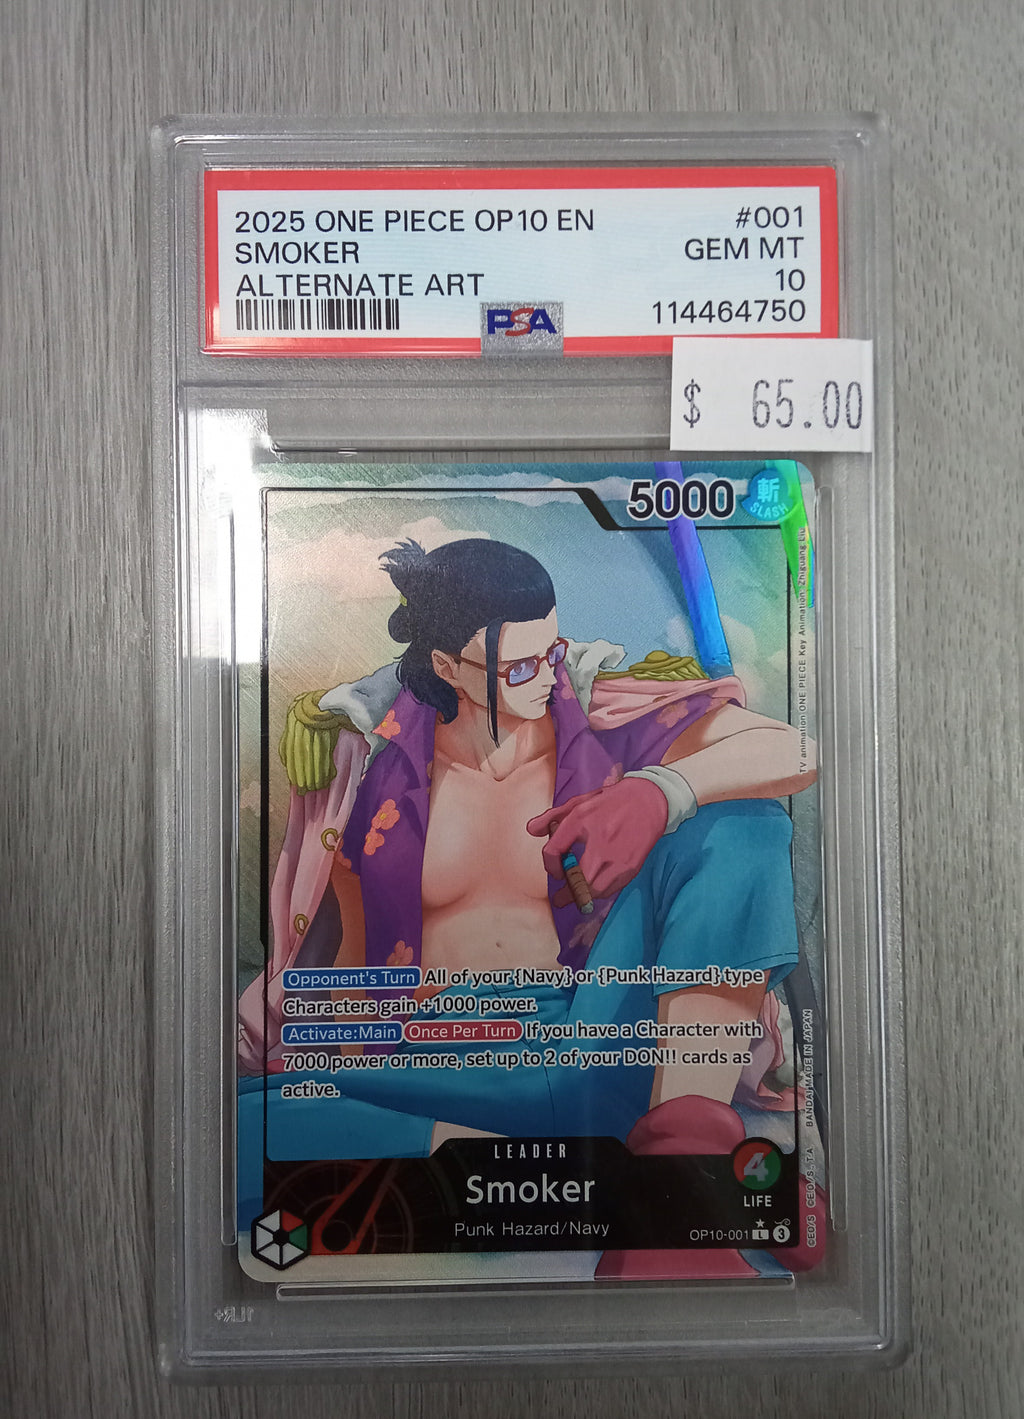 2025 ONE PIECE OP10 EN #001
SMOKER GEM MT
ALTERNATE ART 10
PSA 114464750
$ 65.00
5000 斬
SLASH
TV animation ONE PIECE Key Animation: Zhiguang Liu
Opponent's Turn All of your {Navy} or {Punk Hazard} type
Characters gain +1000 power.
Activate:Main Once Per Turn If you have a Character with
7000 power or more, set up to 2 of your DON!! cards as
active.
LEADER
Smoker
Punk Hazard/Navy
4
LIFE
OP10-001 L 3
©E.O./S. ©E.O./S.,T.A. BANDAI MADE IN JAPAN
1LR+